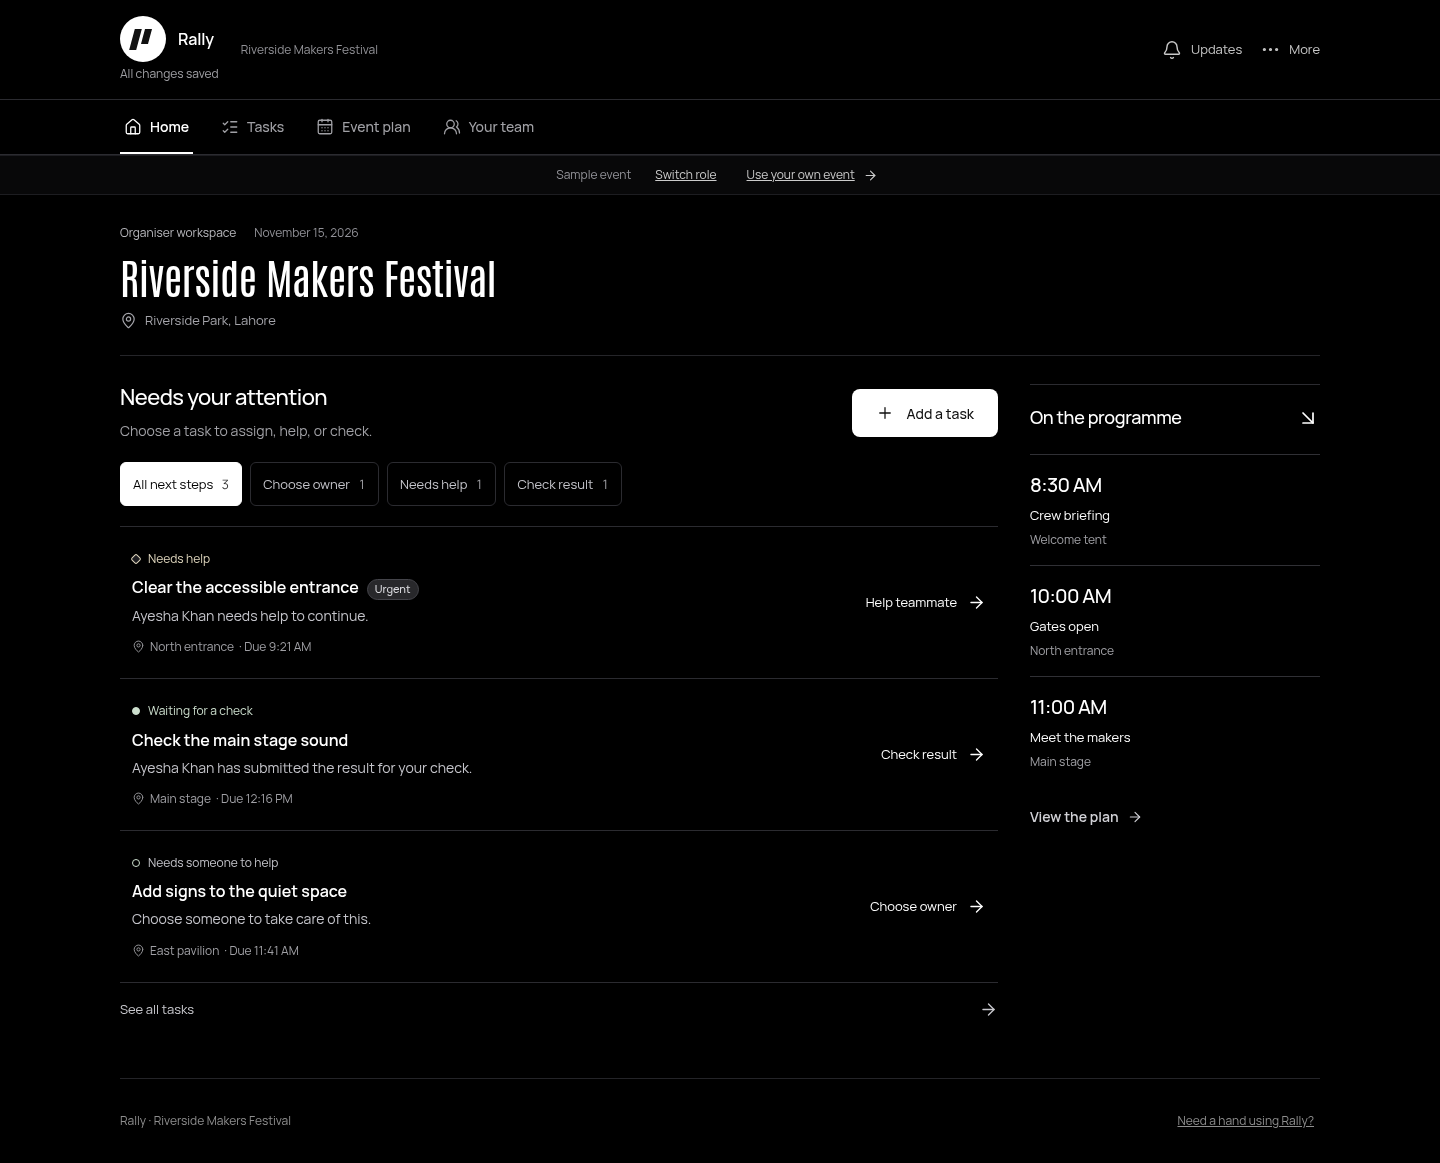 Rally
Riverside Makers Festival
All changes saved
Updates
More
Home
Tasks
Event plan
Your team
Sample event
Switch role
Use your own event
Organiser workspace
November 15, 2026
Riverside Makers Festival
Riverside Park, Lahore
Needs your attention
Choose a task to assign, help, or check.
Add a task
All next steps 3
Choose owner 1
Needs help 1
Check result 1
Needs help
Clear the accessible entrance Urgent
Ayesha Khan needs help to continue.
North entrance · Due 9:21 AM
Help teammate
Waiting for a check
Check the main stage sound
Ayesha Khan has submitted the result for your check.
Main stage · Due 12:16 PM
Check result
Needs someone to help
Add signs to the quiet space
Choose someone to take care of this.
East pavilion · Due 11:41 AM
Choose owner
See all tasks
On the programme
8:30 AM
Crew briefing
Welcome tent
10:00 AM
Gates open
North entrance
11:00 AM
Meet the makers
Main stage
View the plan
Rally · Riverside Makers Festival
Need a hand using Rally?